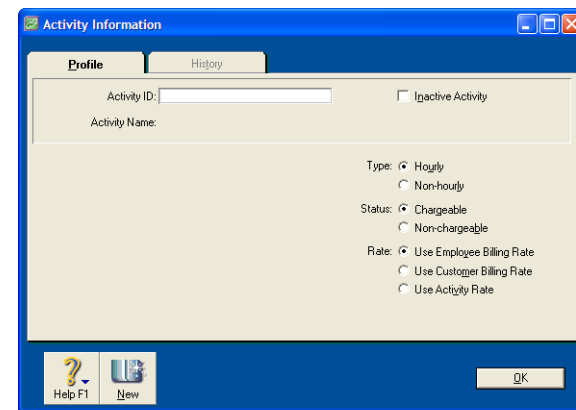 Activity Information
Profile
History
Activity ID:
Inactive Activity
Activity Name:
Type: Hourly
Non-hourly
Status: Chargeable
Non-chargeable
Rate: Use Employee Billing Rate
Use Customer Billing Rate
Use Activity Rate
Help F1
New
OK